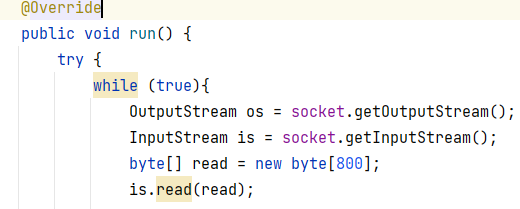 @Override
public void run() {
try {
while (true){
OutputStream os = socket.getOutputStream();
InputStream is = socket.getInputStream();
byte[] read = new byte[800];
is.read(read);